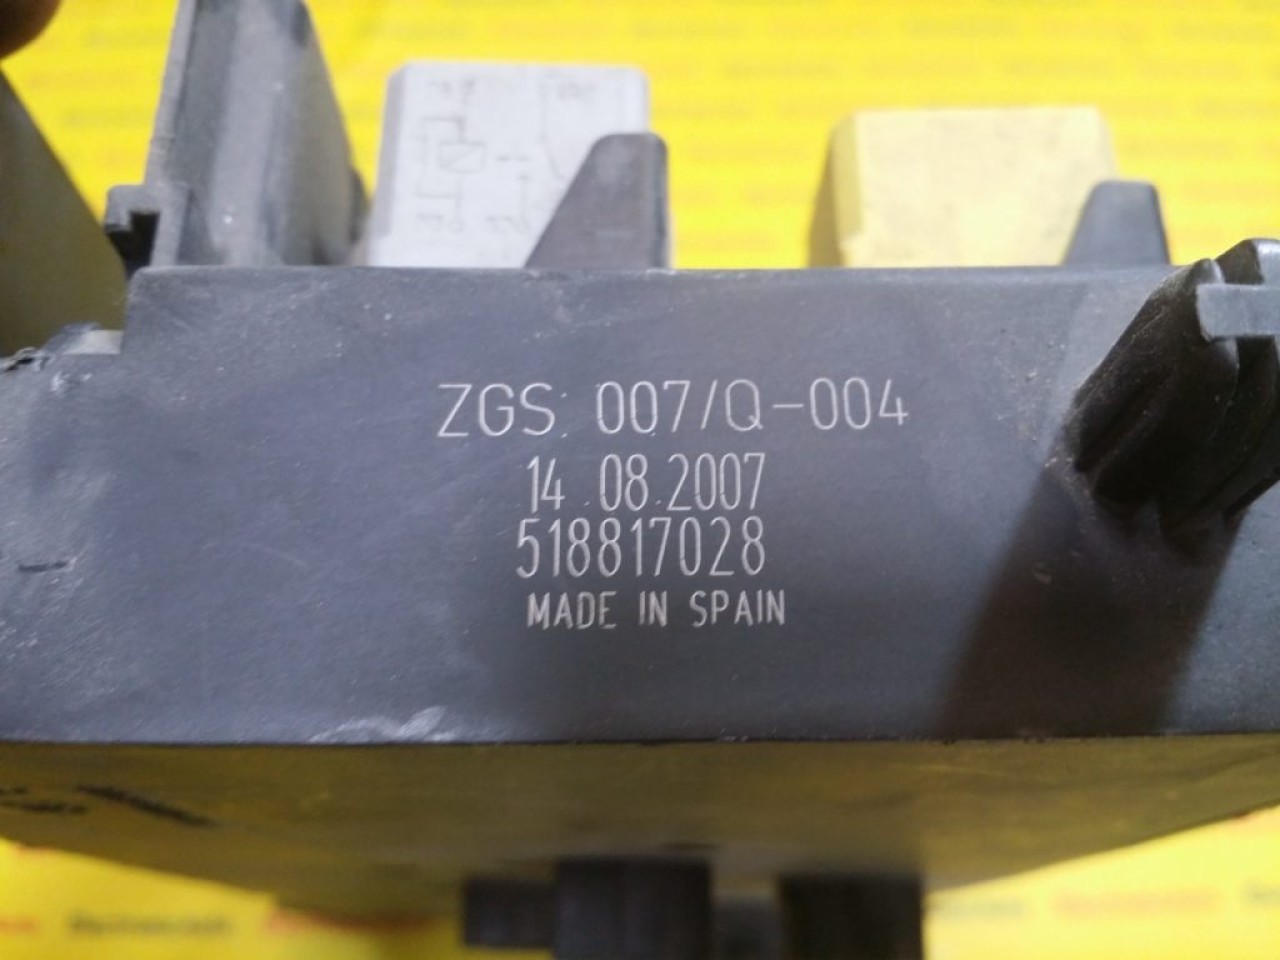 ZGS: 007/Q-004
14.08.2007
518817028
MADE IN SPAIN